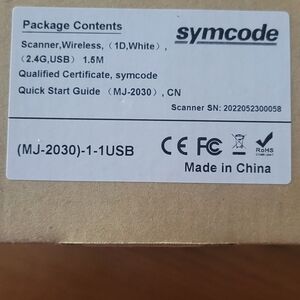 Package Contents
symcode
Scanner,Wireless,（1D,White）,
（2.4G,USB）1.5M
Qualified Certificate, symcode
Quick Start Guide（MJ-2030）, CN
Scanner SN: 2022052300058
(MJ-2030)-1-1USB
CE FC RoHS
Made in China